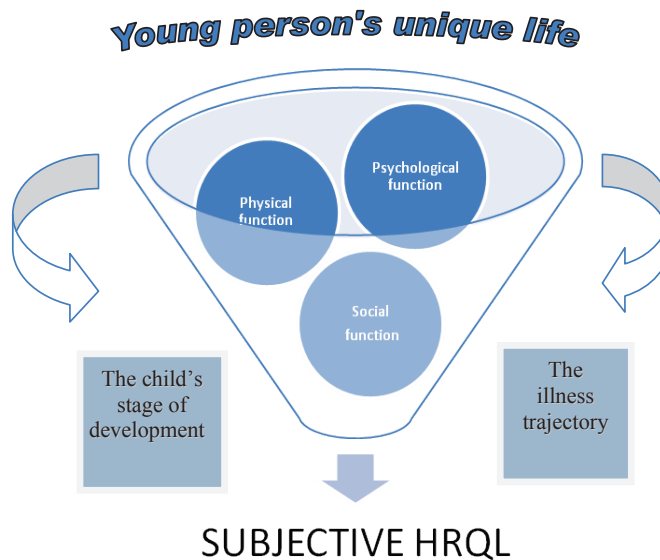 Young person's unique life
Psychological
function
Physical
function
Social
function
The child's
stage of
development
The
illness
trajectory
SUBJECTIVE HRQL